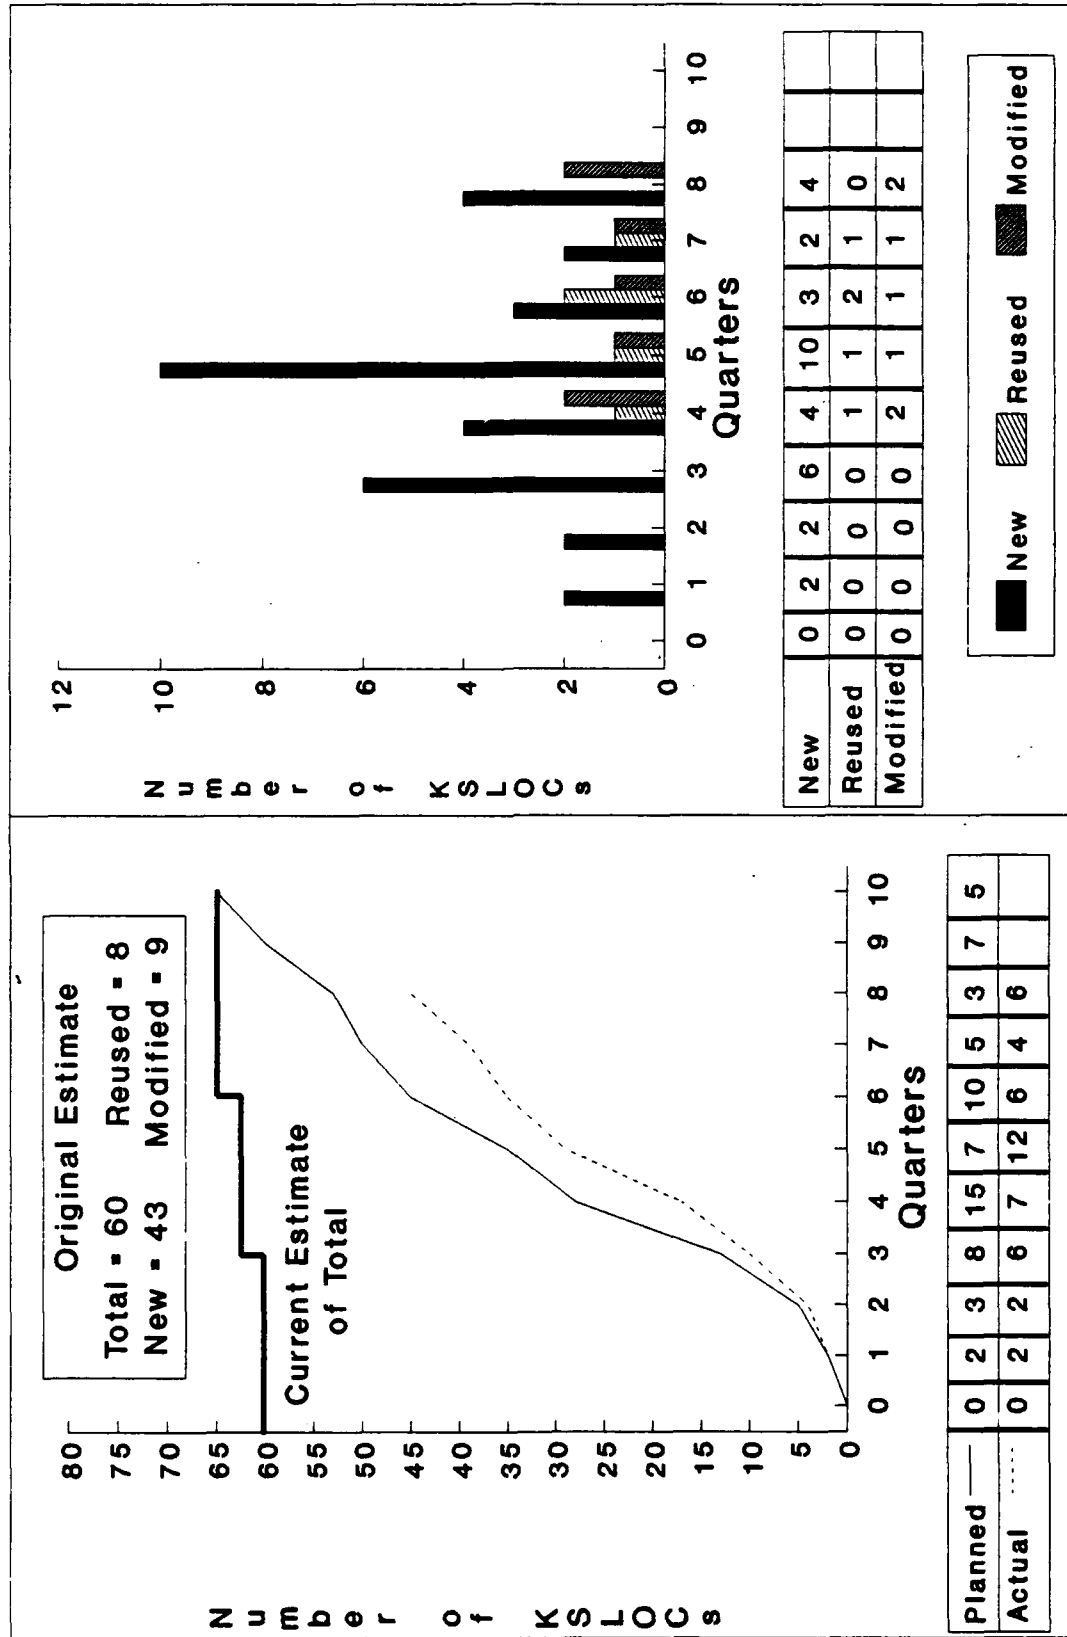 Original Estimate
Total = 60 Reused = 8
New = 43 Modified = 9
Current Estimate
of Total
Number of KSLOCs
80
75
70
65
60
55
50
45
40
35
30
25
20
15
10
5
0
0 1 2 3 4 5 6 7 8 9 10
Quarters
Planned 0 2 3 8 15 7 10 5 3 7 5
Actual 0 2 2 6 7 12 6 4 6
Number of KSLOCs
12
10
8
6
4
2
0
0 1 2 3 4 5 6 7 8 9 10
Quarters
New 0 2 2 6 4 10 3 2 4
Reused 0 0 0 0 1 1 2 1 0
Modified 0 0 0 0 2 1 1 1 2
New Reused Modified